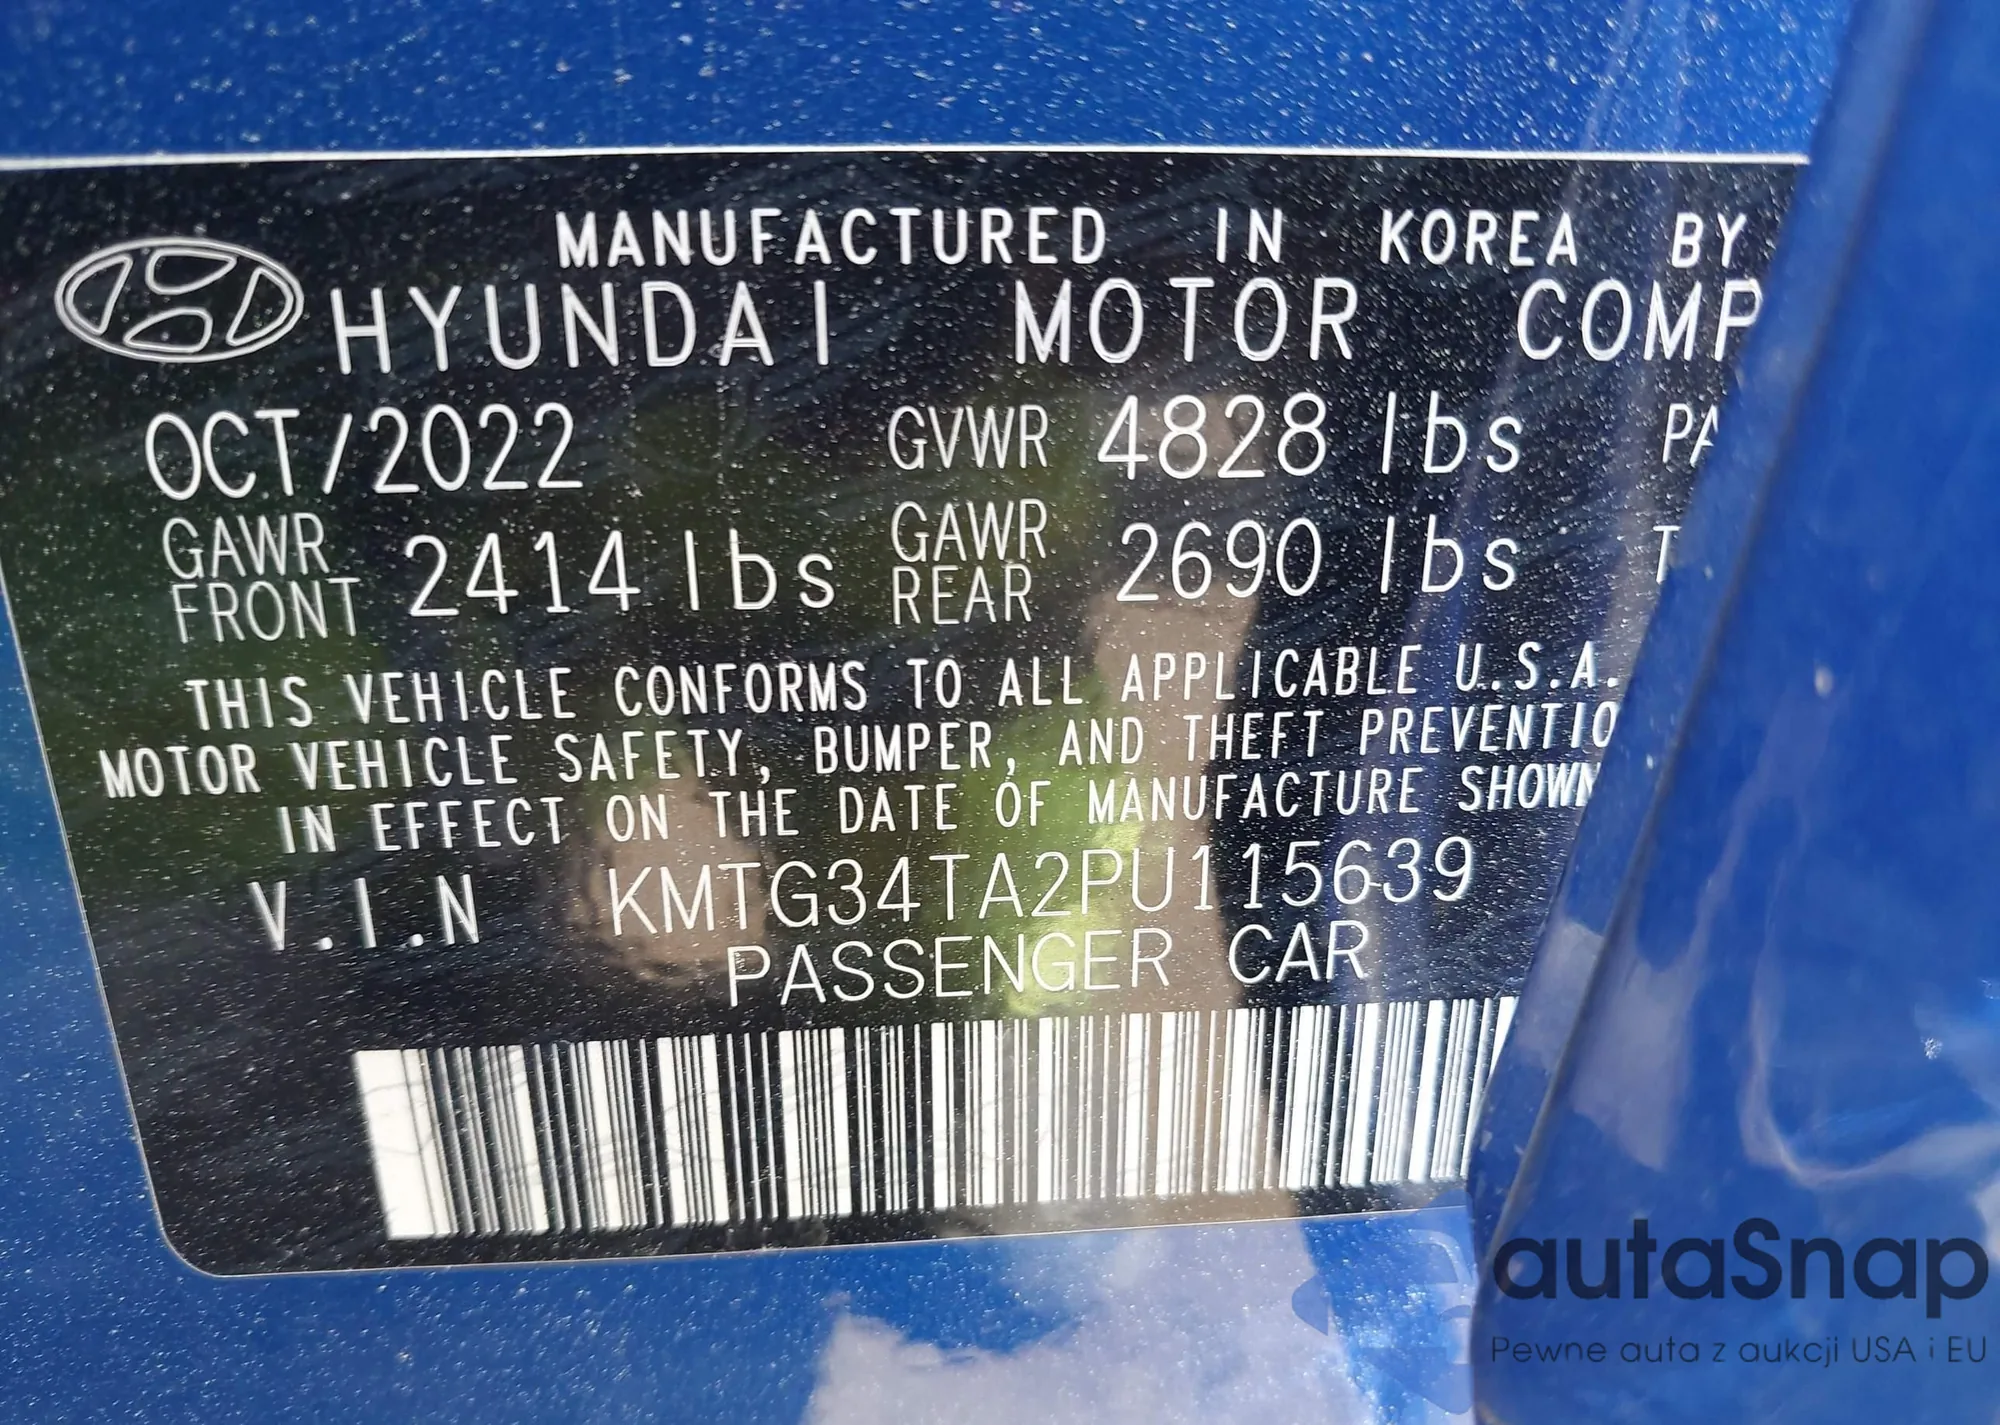 MANUFACTURED IN KOREA BY
HYUNDAI MOTOR COMP
OCT/2022 GVWR 4828 lbs PA
GAWR FRONT 2414 lbs GAWR REAR 2690 lbs T
THIS VEHICLE CONFORMS TO ALL APPLICABLE U.S.A.
MOTOR VEHICLE SAFETY, BUMPER, AND THEFT PREVENTIO
IN EFFECT ON THE DATE OF MANUFACTURE SHOWN
V.I.N KMTG34TA2PU115639
PASSENGER CAR
autaSnap
Pewne auta z aukcji USA i EU